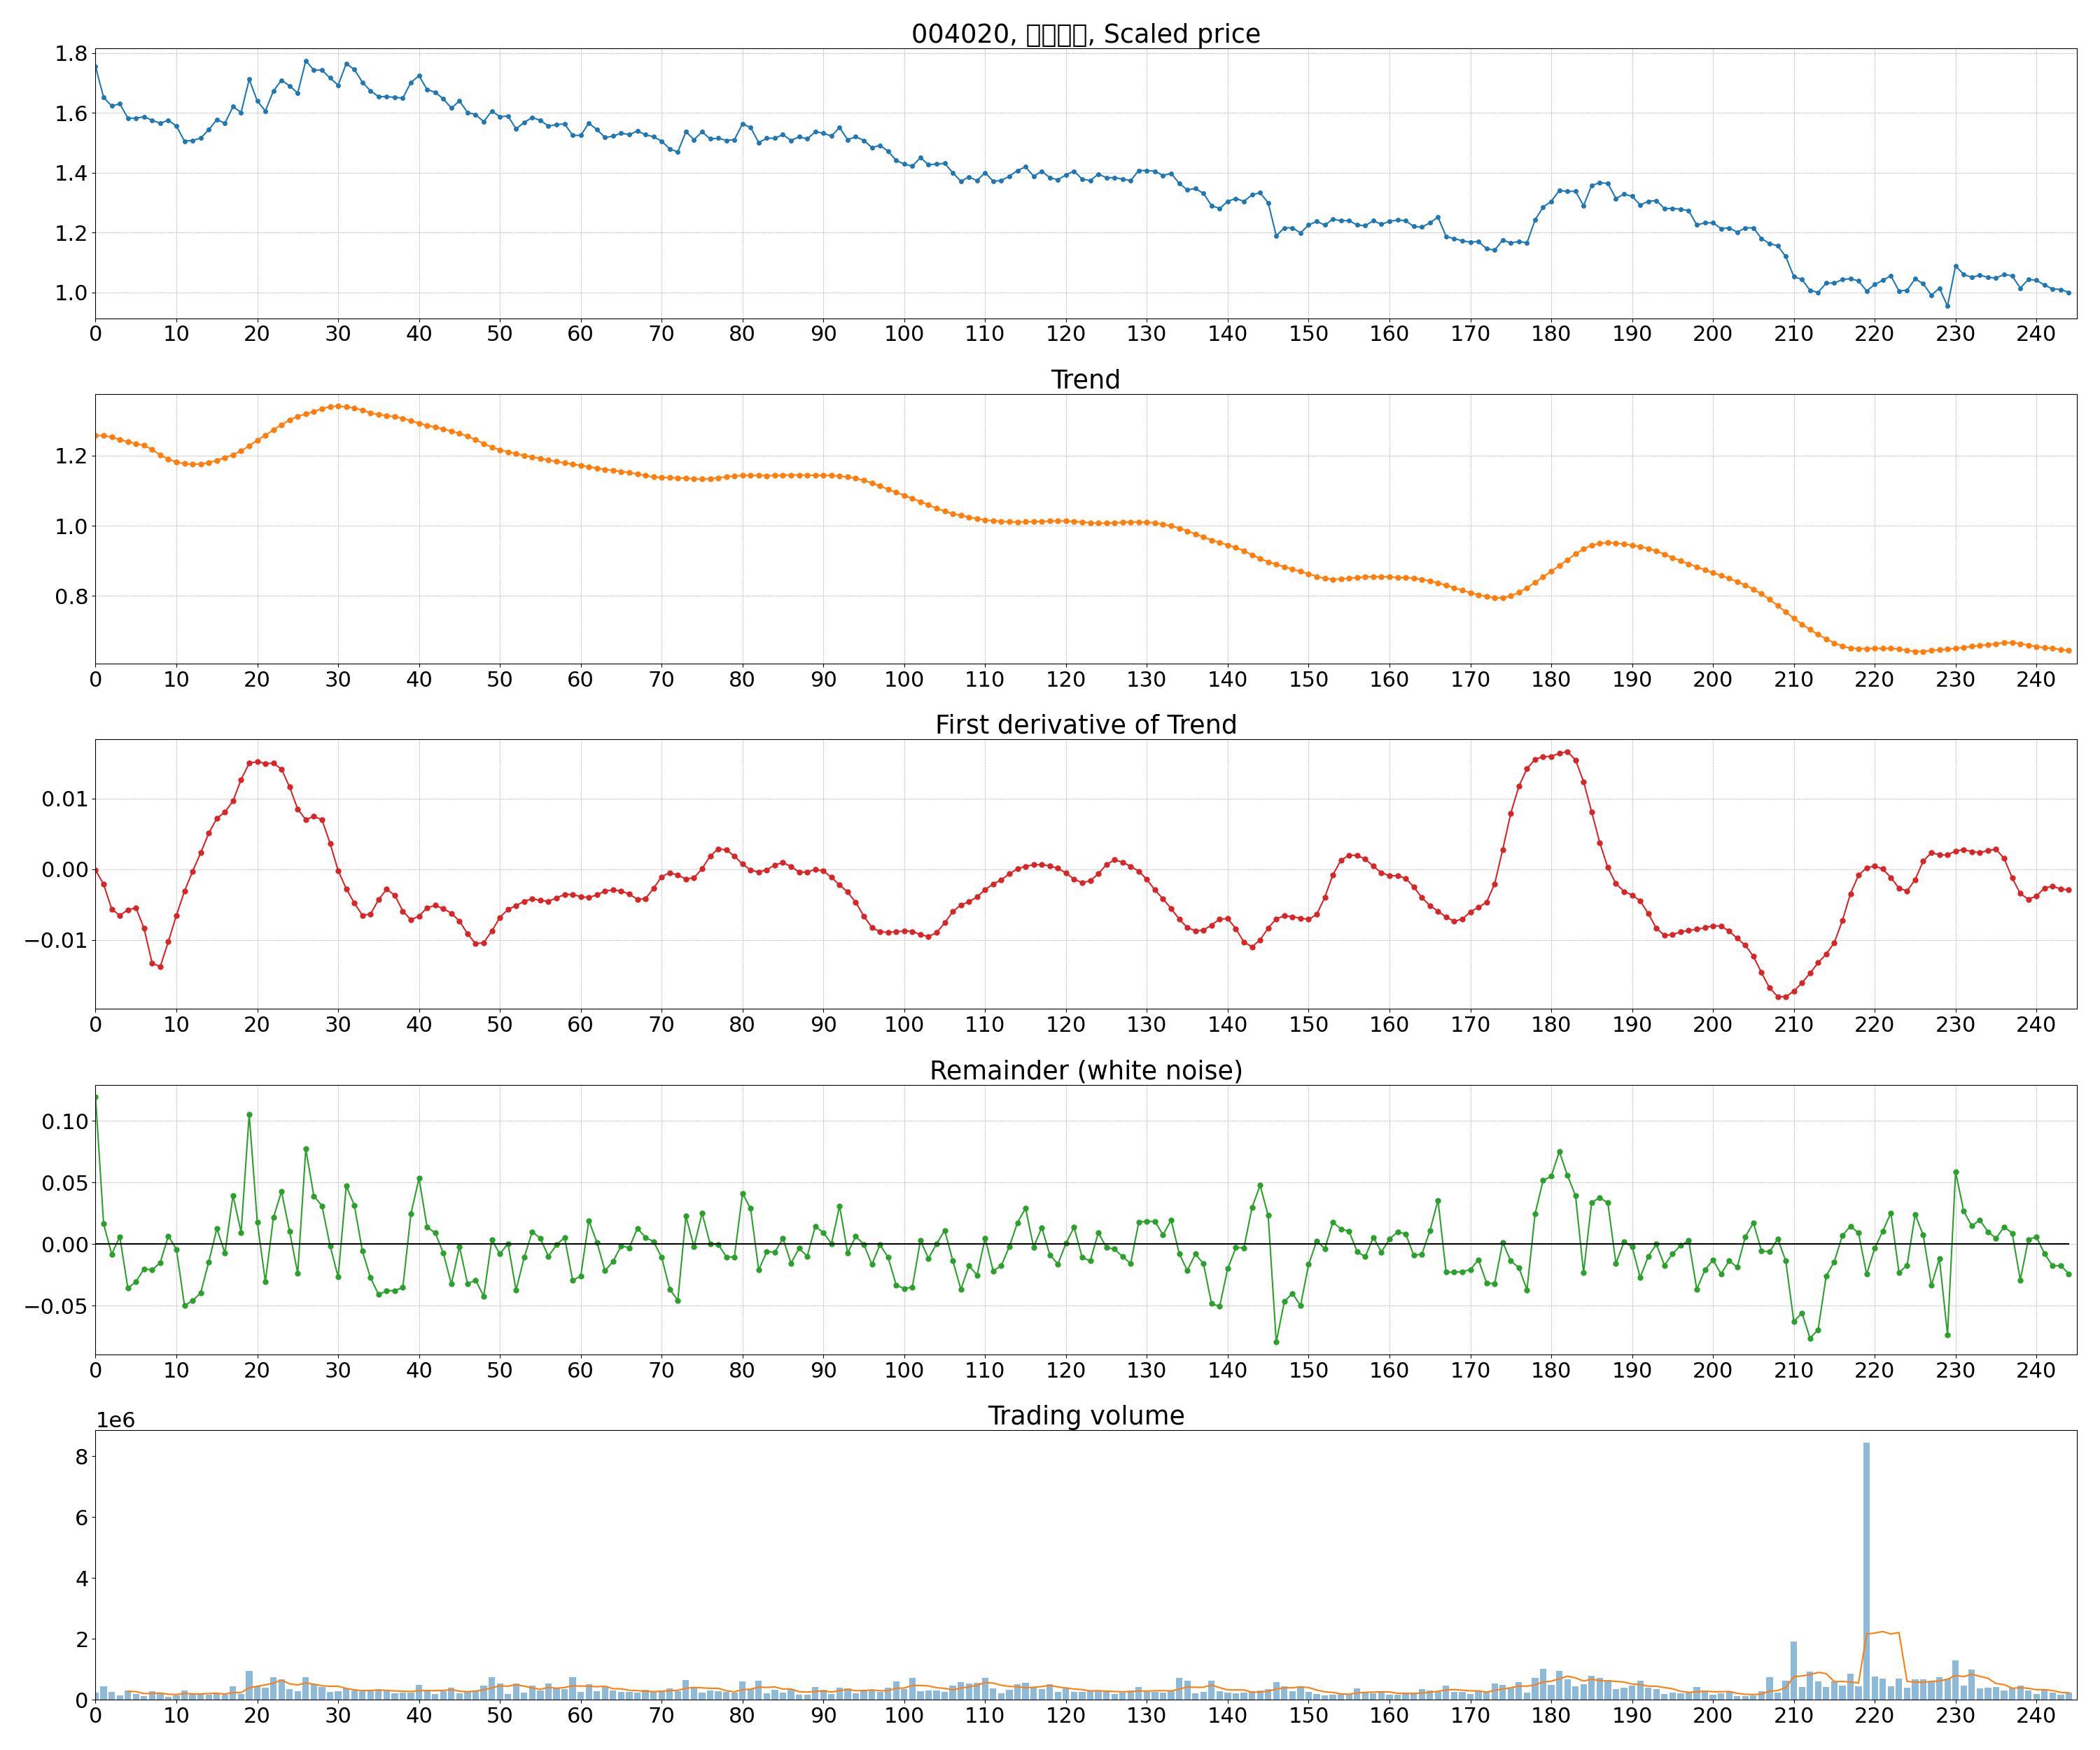 004020, □□□□, Scaled price
1.8
1.6
1.4
1.2
1.0
0 10 20 30 40 50 60 70 80 90 100 110 120 130 140 150 160 170 180 190 200 210 220 230 240
Trend
1.2
1.0
0.8
0 10 20 30 40 50 60 70 80 90 100 110 120 130 140 150 160 170 180 190 200 210 220 230 240
First derivative of Trend
0.01
0.00
−0.01
0 10 20 30 40 50 60 70 80 90 100 110 120 130 140 150 160 170 180 190 200 210 220 230 240
Remainder (white noise)
0.10
0.05
0.00
−0.05
0 10 20 30 40 50 60 70 80 90 100 110 120 130 140 150 160 170 180 190 200 210 220 230 240
Trading volume
1e6
8
6
4
2
0
0 10 20 30 40 50 60 70 80 90 100 110 120 130 140 150 160 170 180 190 200 210 220 230 240